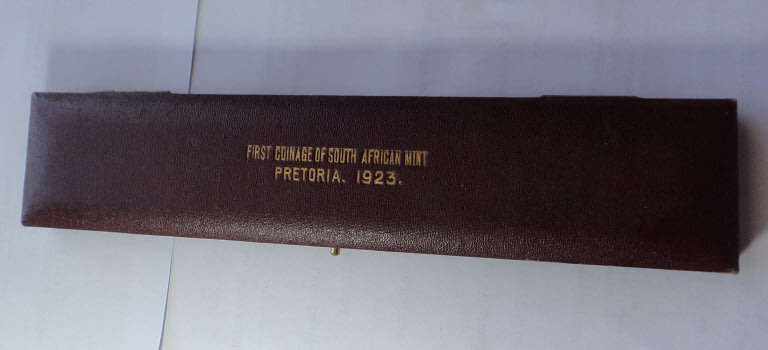 FIRST COINAGE OF SOUTH AFRICAN MINT
PRETORIA. 1923.